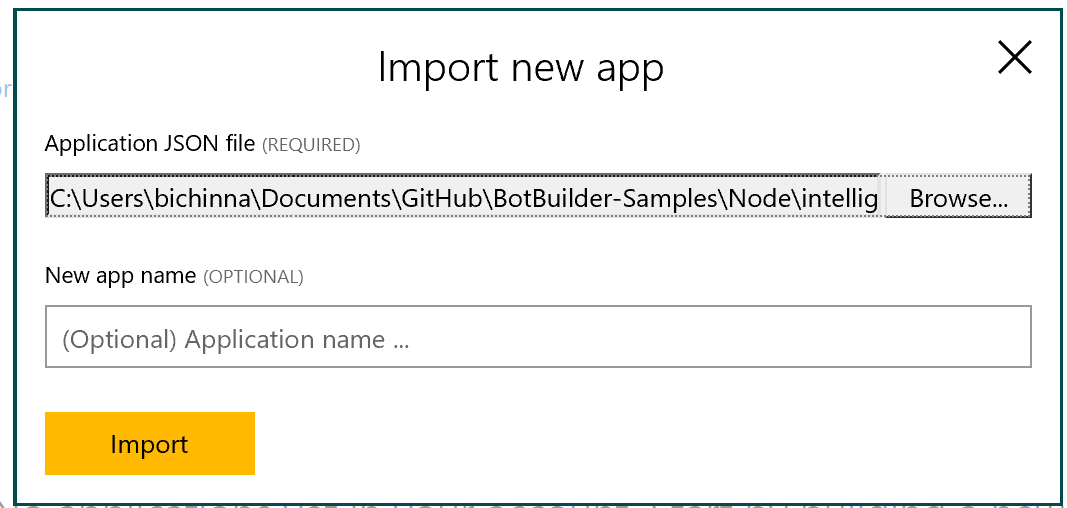 Import new app
Application JSON file (REQUIRED)
C:\Users\bichinna\Documents\GitHub\BotBuilder-Samples\Node\intellig
Browse...
New app name (OPTIONAL)
(Optional) Application name ...
Import